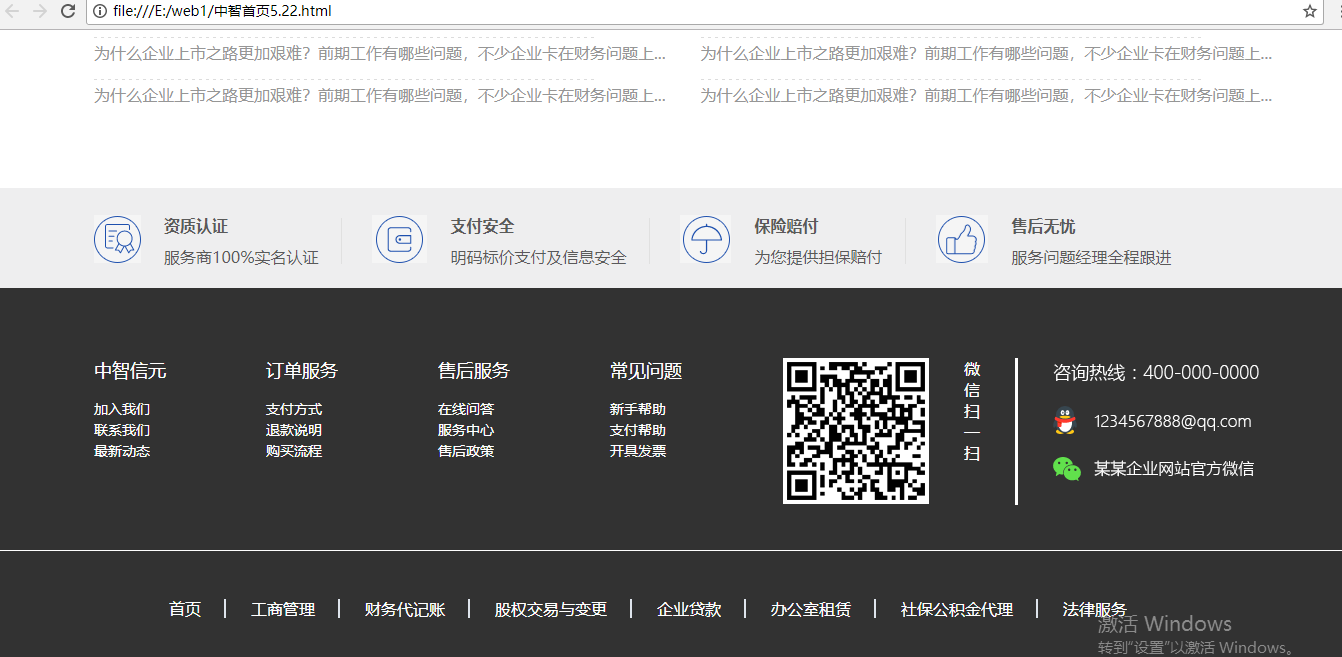 file:///E:/web1/中智首页5.22.html
为什么企业上市之路更加艰难？前期工作有哪些问题，不少企业卡在财务问题上...
为什么企业上市之路更加艰难？前期工作有哪些问题，不少企业卡在财务问题上...
为什么企业上市之路更加艰难？前期工作有哪些问题，不少企业卡在财务问题上...
为什么企业上市之路更加艰难？前期工作有哪些问题，不少企业卡在财务问题上...
资质认证
服务商100%实名认证
支付安全
明码标价支付及信息安全
保险赔付
为您提供担保赔付
售后无忧
服务问题经理全程跟进
中智信元
加入我们
联系我们
最新动态
订单服务
支付方式
退款说明
购买流程
售后服务
在线问答
服务中心
售后政策
常见问题
新手帮助
支付帮助
开具发票
微
信
扫
一
扫
咨询热线：400-000-0000
1234567888@qq.com
某某企业网站官方微信
首页 | 工商管理 | 财务代记账 | 股权交易与变更 | 企业贷款 | 办公室租赁 | 社保公积金代理 | 法律服务
激活 Windows
转到"设置"以激活 Windows。